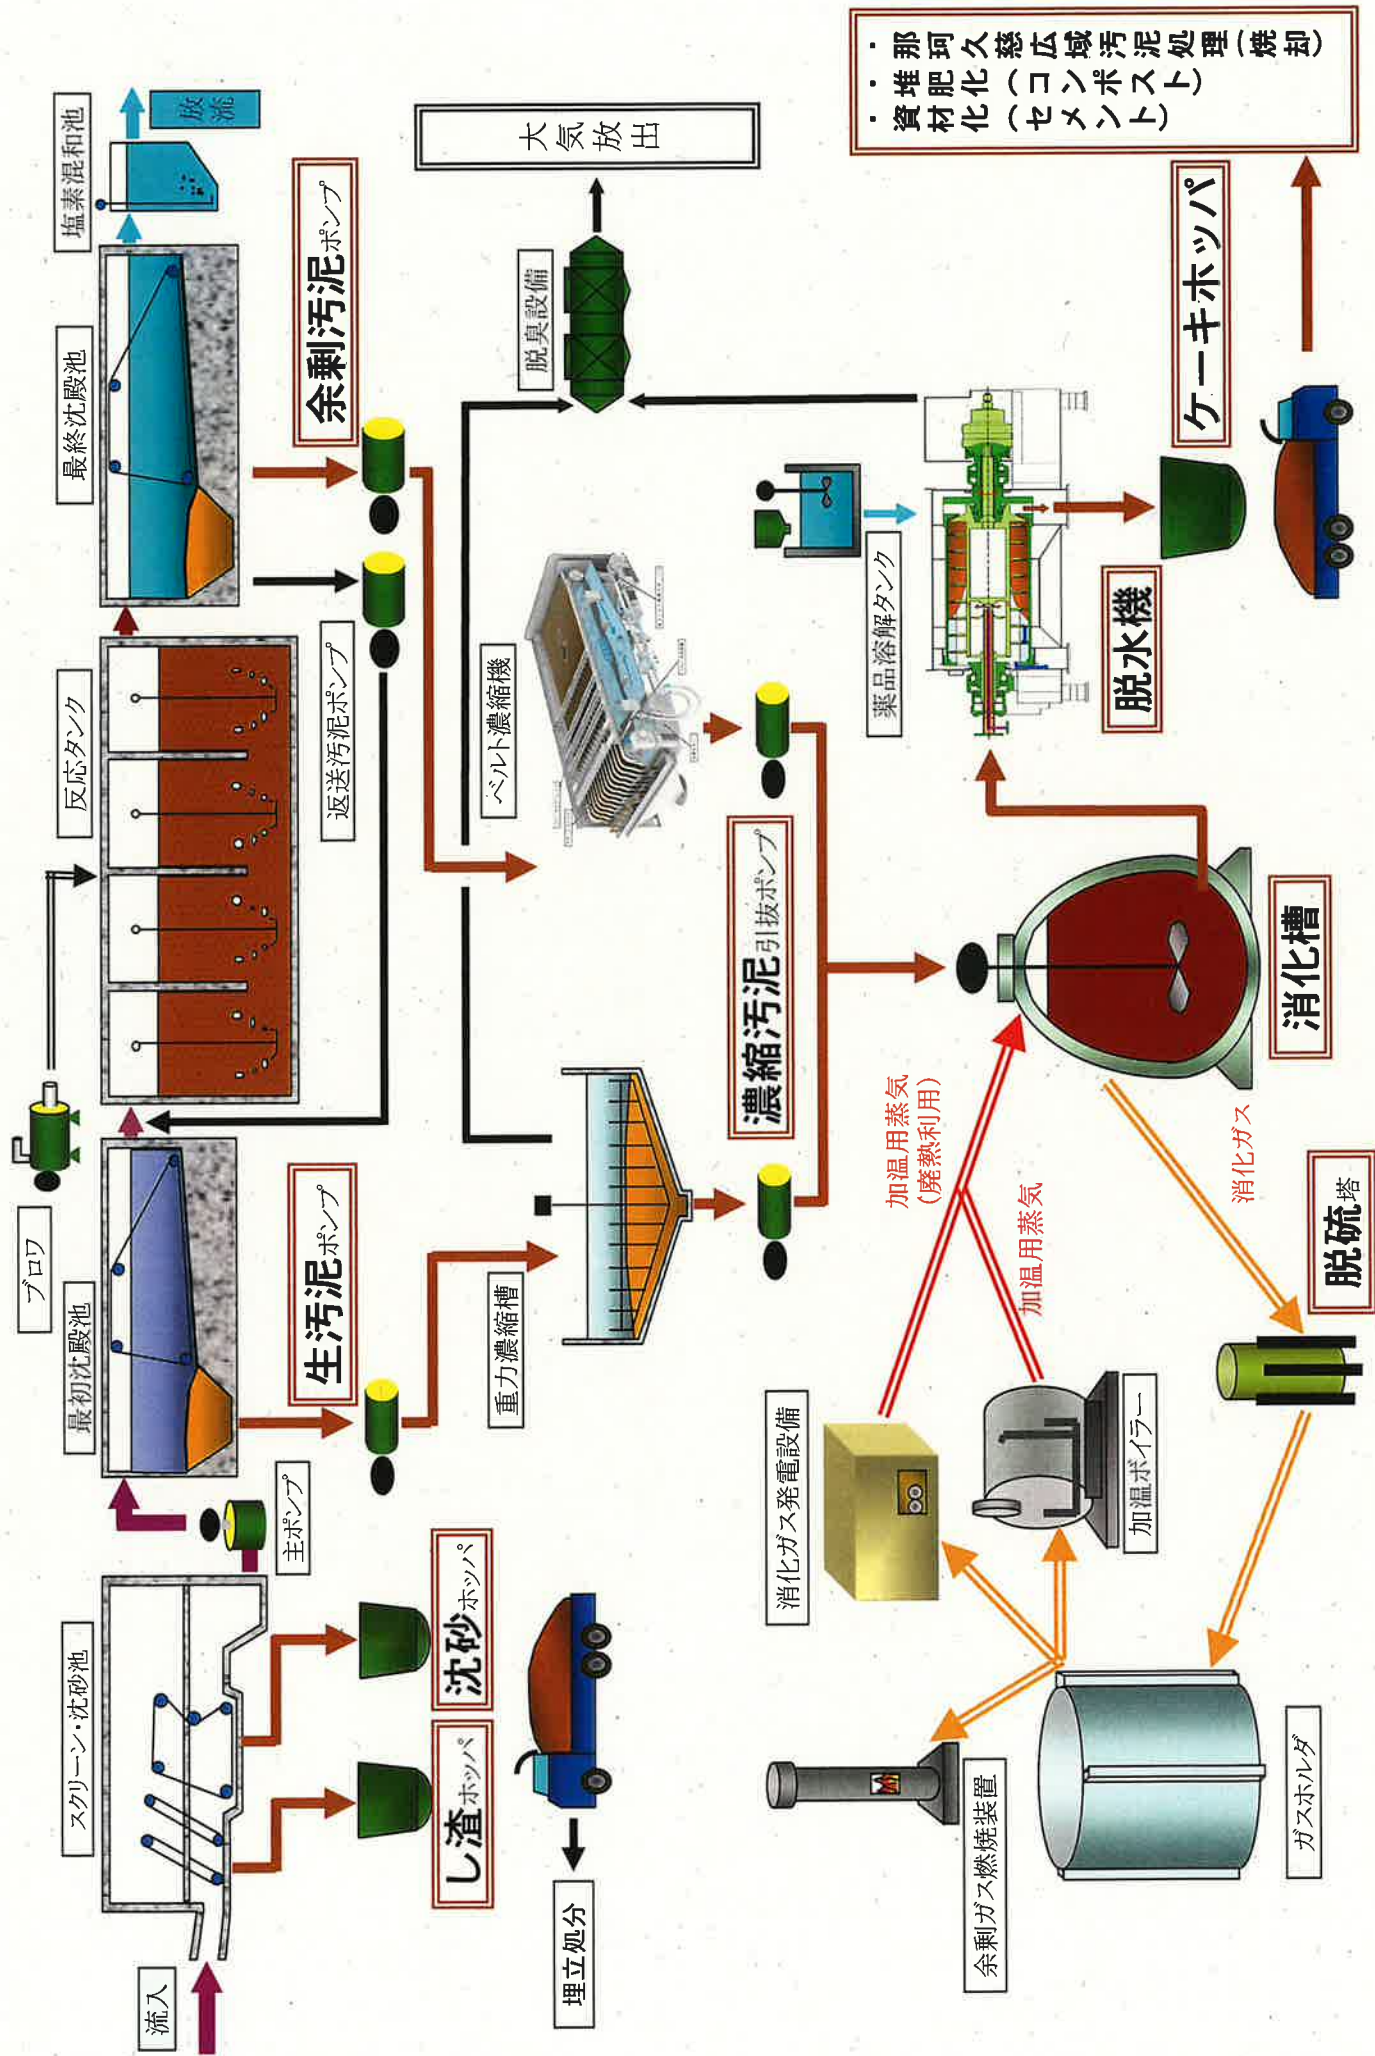 流入
スクリーン・沈砂池
主ポンプ
最初沈殿池
ブロワ
反応タンク
最終沈殿池
塩素混和池
放流
し渣ホッパ
沈砂ホッパ
埋立処分
生汚泥ポンプ
返送汚泥ポンプ
余剰汚泥ポンプ
重力濃縮槽
ベルト濃縮機
脱臭設備
大気放出
濃縮汚泥引抜ポンプ
薬品溶解タンク
脱水機
ケーキホッパ
・那珂久慈広域汚泥処理(焼却)
・堆肥化(コンポスト)
・資材化(セメント)
消化槽
加温用蒸気
(廃熱利用)
加温用蒸気
消化ガス
脱硫塔
消化ガス発電設備
加温ボイラー
余剰ガス燃焼装置
ガスホルダ